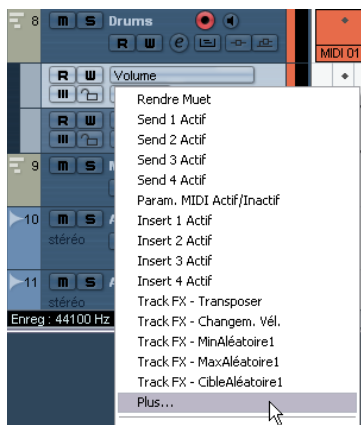 8 m S Drums
R W e
MIDI 01
R W Volume
R W
Rendre Muet
Send 1 Actif
Send 2 Actif
Send 3 Actif
Send 4 Actif
Param. MIDI Actif/Inactif
Insert 1 Actif
Insert 2 Actif
Insert 3 Actif
Insert 4 Actif
Track FX - Transposer
Track FX - Changem. Vél.
Track FX - MinAléatoire1
Track FX - MaxAléatoire1
Track FX - CibleAléatoire1
Plus...
9 m S
10 m S
stéréo
11 m S
stéréo
Enreg : 44100 Hz